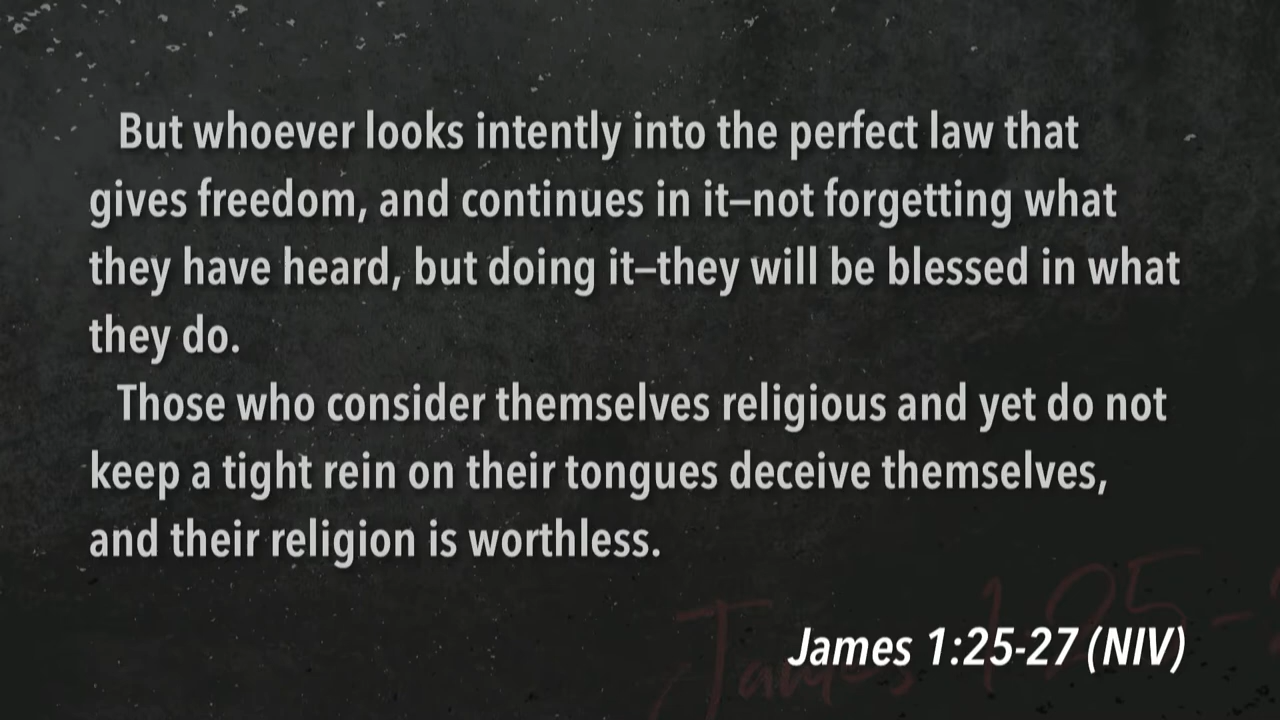 But whoever looks intently into the perfect law that
gives freedom, and continues in it—not forgetting what
they have heard, but doing it—they will be blessed in what
they do.
Those who consider themselves religious and yet do not
keep a tight rein on their tongues deceive themselves,
and their religion is worthless.
James 1:25-
James 1:25-27 (NIV)